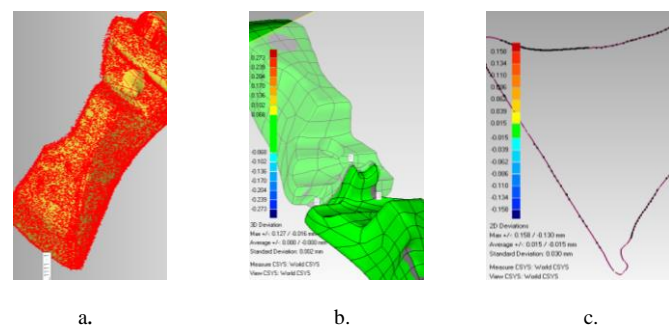 0.273
0.239
0.204
0.170
0.136
0.102
0.068
-0.068
-0.102
-0.136
-0.170
-0.204
-0.239
-0.273
3D Deviation
Max +/-: 0.127 / -0.016 mm
Average +/-: 0.000 / -0.000 mm
Standard Deviation: 0.002 mm
Measure CSYS: World CSYS
View CSYS: World CSYS
0.158
0.134
0.110
0.086
0.062
0.039
0.015
-0.015
-0.039
-0.062
-0.086
-0.110
-0.134
-0.158
2D Deviations
Max +/-: 0.158 / -0.130 mm
Average +/-: 0.015 / -0.015 mm
Standard Deviation: 0.030 mm
Measure CSYS: World CSYS
View CSYS: World CSYS
a.
b.
c.